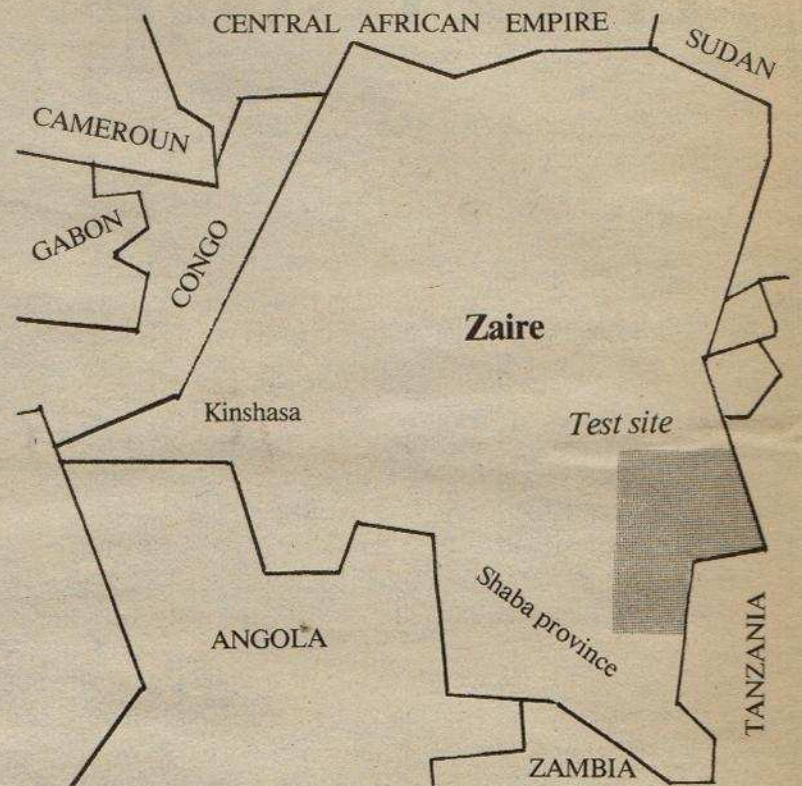 CENTRAL AFRICAN EMPIRE
SUDAN
CAMEROUN
GABON
CONGO
Zaire
Kinshasa
Test site
Shaba province
ANGOLA
TANZANIA
ZAMBIA